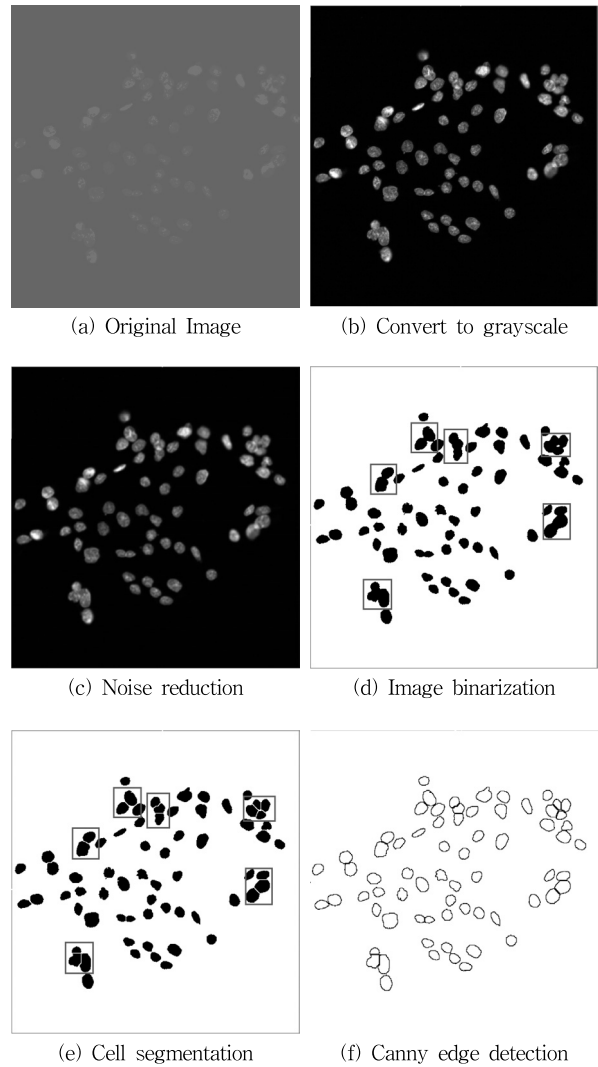 (a) Original Image
(b) Convert to grayscale
(c) Noise reduction
(d) Image binarization
(e) Cell segmentation
(f) Canny edge detection